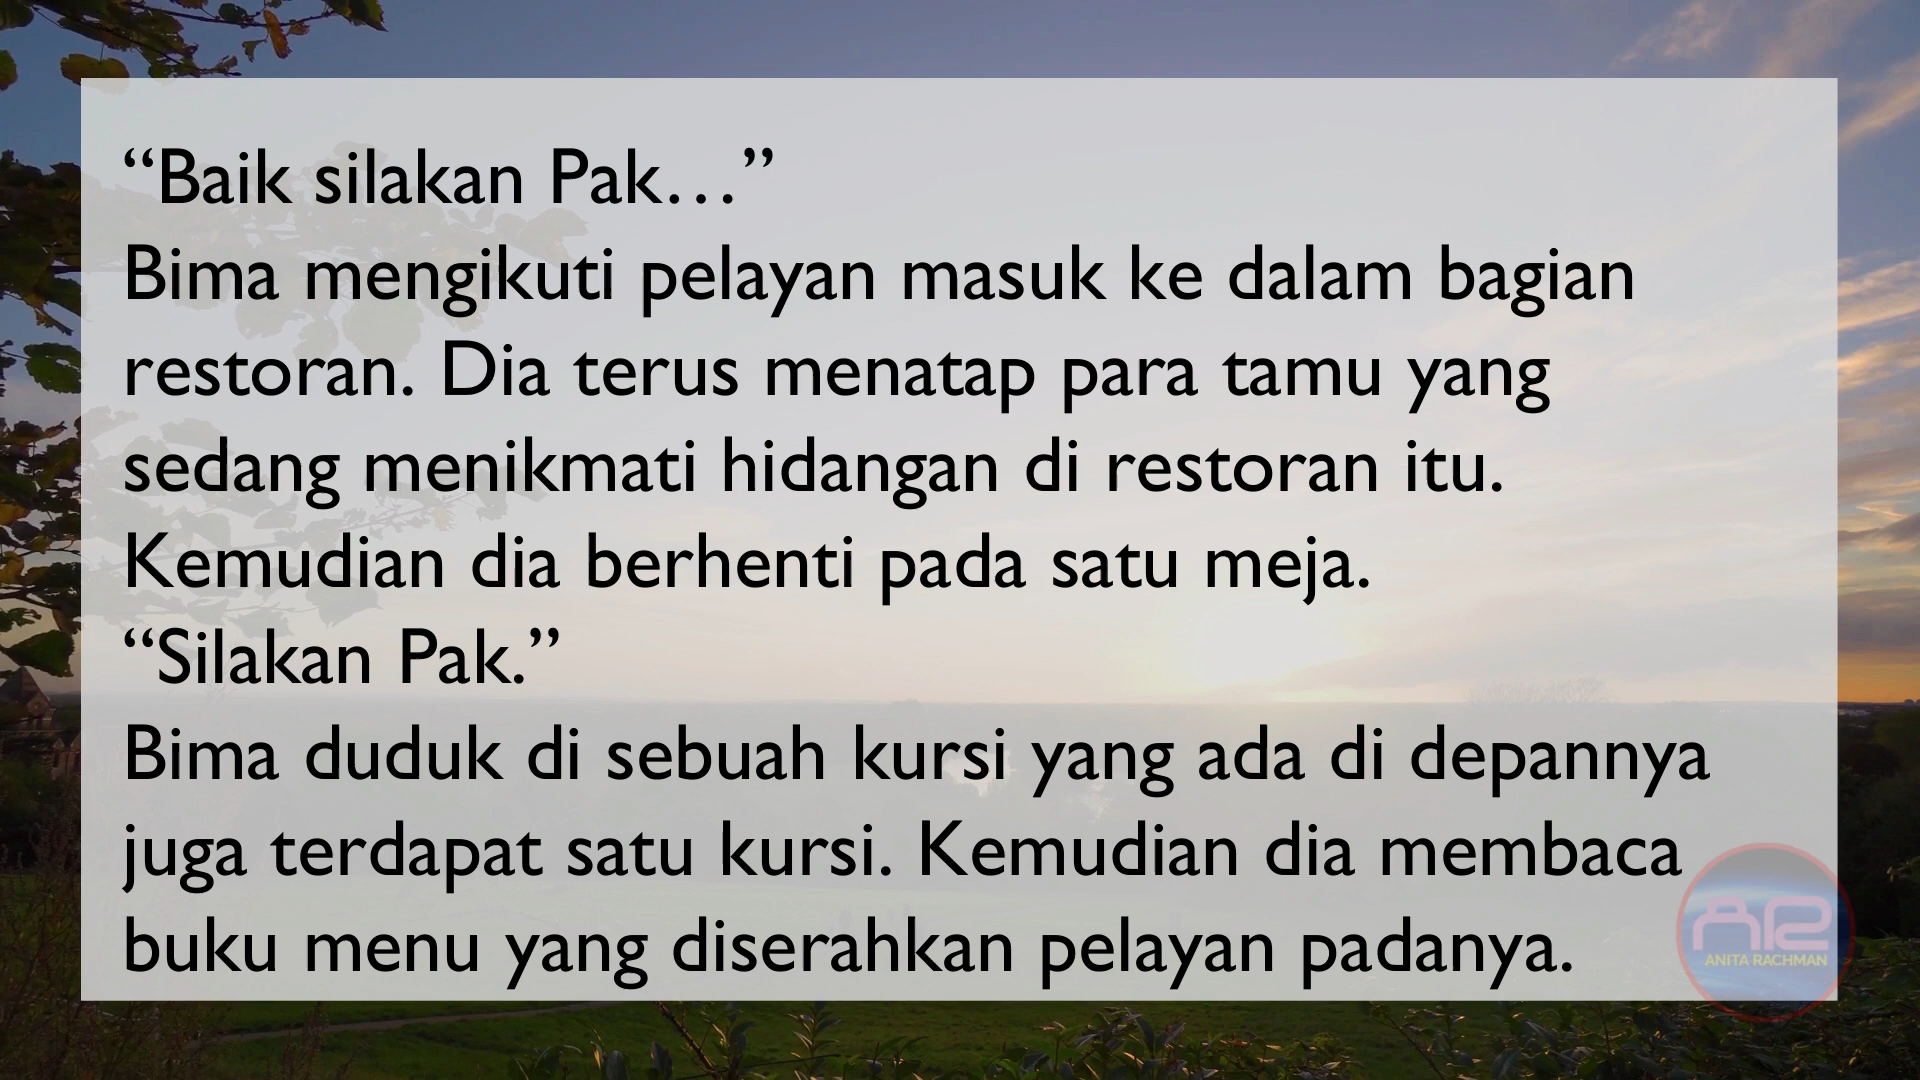 “Baik silakan Pak…”
Bima mengikuti pelayan masuk ke dalam bagian
restoran. Dia terus menatap para tamu yang
sedang menikmati hidangan di restoran itu.
Kemudian dia berhenti pada satu meja.
“Silakan Pak.”
Bima duduk di sebuah kursi yang ada di depannya
juga terdapat satu kursi. Kemudian dia membaca
buku menu yang diserahkan pelayan padanya.
AR
ANITA RACHMAN